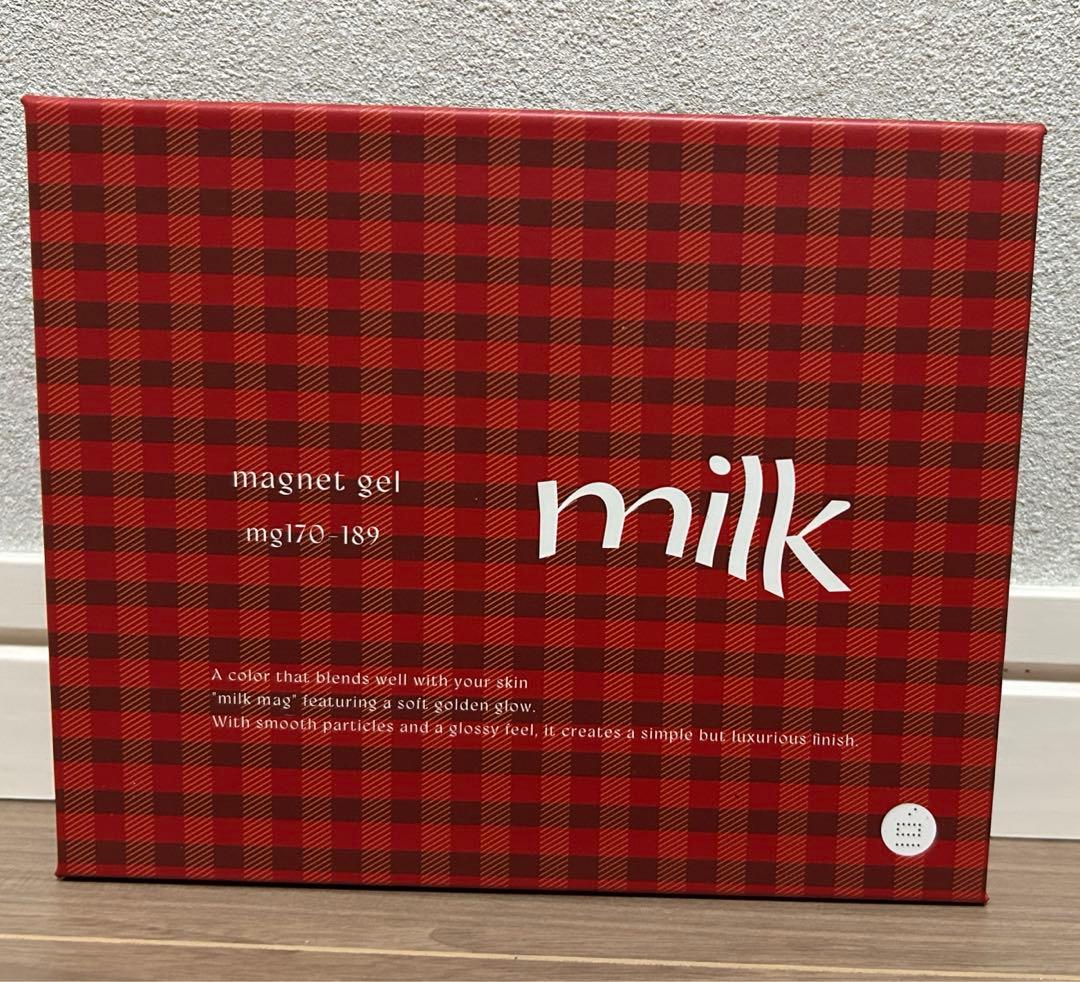 magnet gel
mg170-189
milk
A color that blends well with your skin
"milk mag" featuring a soft golden glow.
With smooth particles and a glossy feel, it creates a simple but luxurious finish.